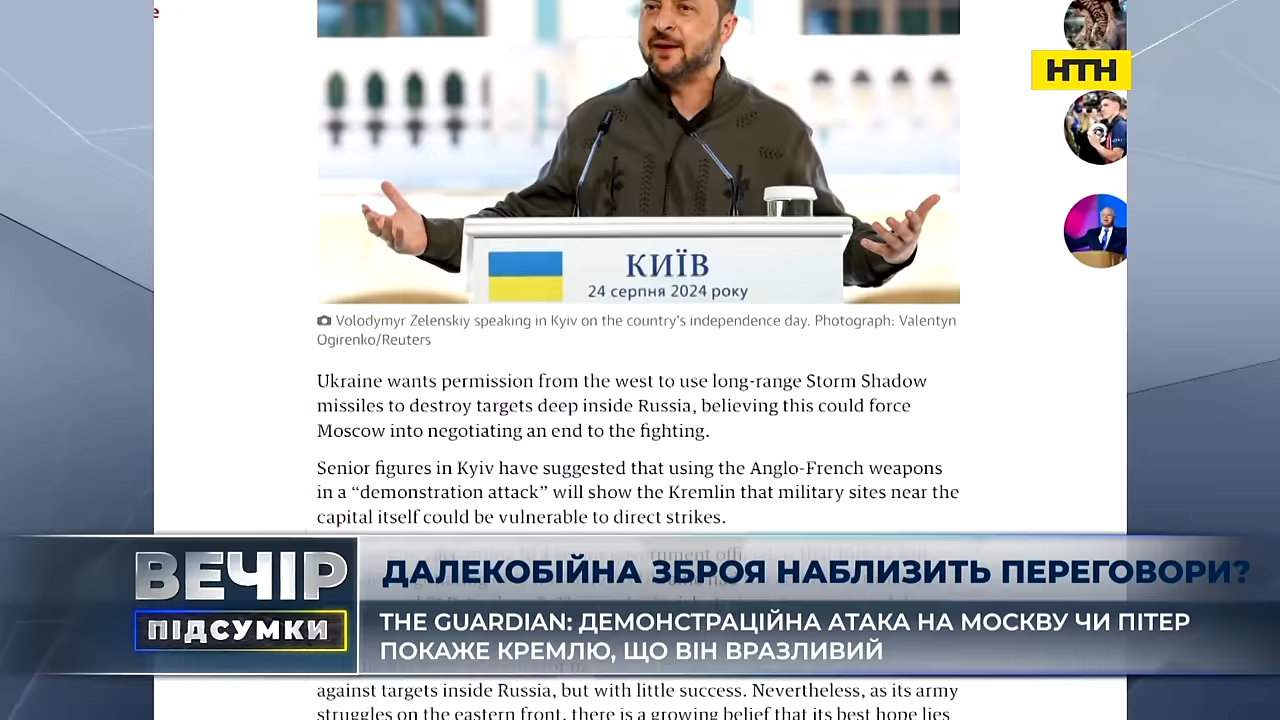 e
НТН
КИЇВ
24 серпня 2024 року
Volodymyr Zelenskiy speaking in Kyiv on the country's independence day. Photograph: Valentyn
Ogirenko/Reuters
Ukraine wants permission from the west to use long-range Storm Shadow
missiles to destroy targets deep inside Russia, believing this could force
Moscow into negotiating an end to the fighting.
Senior figures in Kyiv have suggested that using the Anglo-French weapons
in a “demonstration attack” will show the Kremlin that military sites near the
capital itself could be vulnerable to direct strikes.
ВЕЧІР
ПІДСУМКИ
ДАЛЕКОБІЙНА ЗБРОЯ НАБЛИЗИТЬ ПЕРЕГОВОРИ?
THE GUARDIAN: ДЕМОНСТРАЦІЙНА АТАКА НА МОСКВУ ЧИ ПІТЕР
ПОКАЖЕ КРЕМЛЮ, ЩО ВІН ВРАЗЛИВИЙ
against targets inside Russia, but with little success. Nevertheless, as its army
struggles on the eastern front, there is a growing belief that its best hope lies